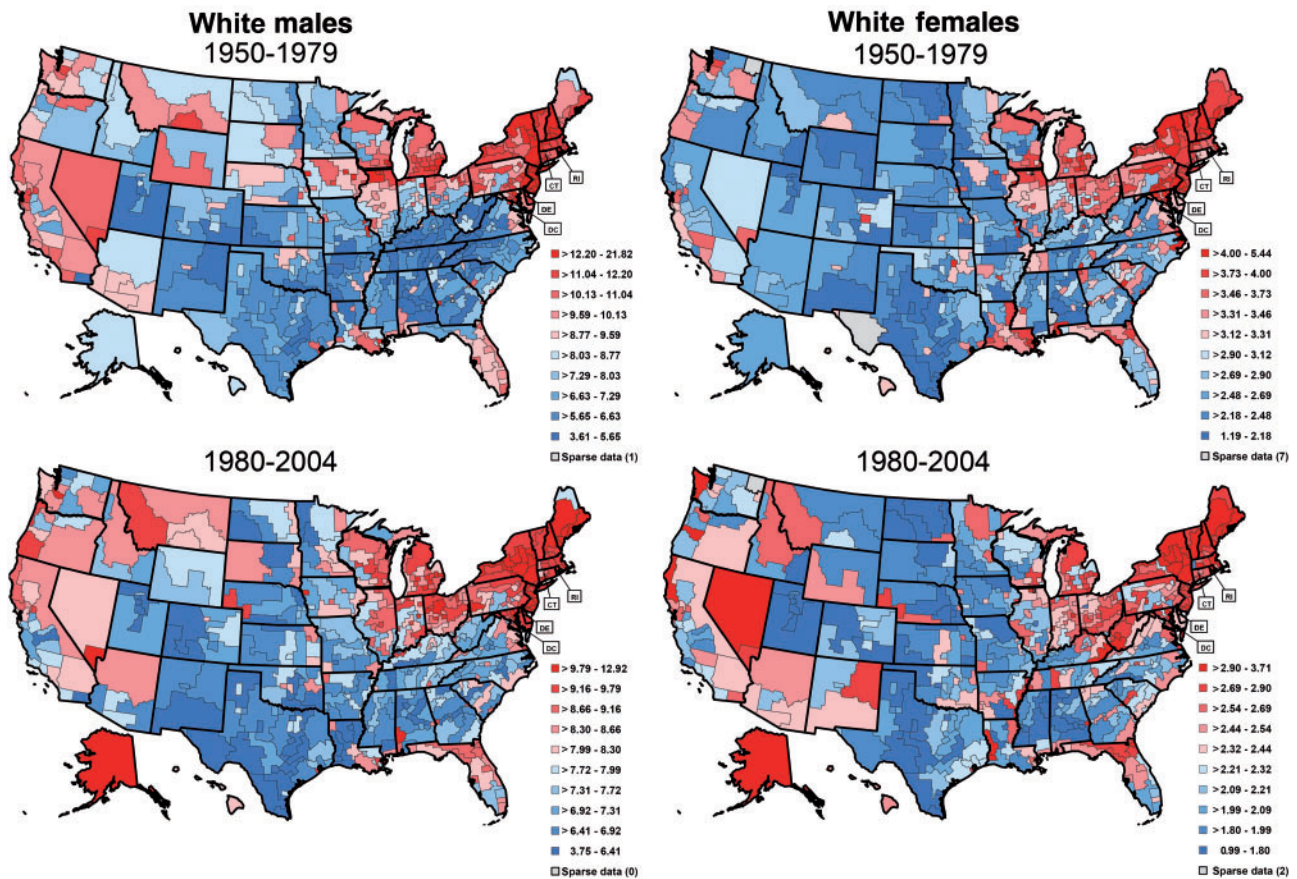 White males
1950-1979
CT
RI
DE
DC
>12.20 - 21.82
>11.04 - 12.20
>10.13 - 11.04
>9.59 - 10.13
>8.77 - 9.59
>8.03 - 8.77
>7.29 - 8.03
>6.63 - 7.29
>5.65 - 6.63
3.61 - 5.65
Sparse data (1)
White females
1950-1979
CT
RI
DE
DC
>4.00 - 5.44
>3.73 - 4.00
>3.46 - 3.73
>3.31 - 3.46
>3.12 - 3.31
>2.90 - 3.12
>2.69 - 2.90
>2.48 - 2.69
>2.18 - 2.48
1.19 - 2.18
Sparse data (7)
1980-2004
CT
RI
DE
DC
>9.79 - 12.92
>9.16 - 9.79
>8.66 - 9.16
>8.30 - 8.66
>7.99 - 8.30
>7.72 - 7.99
>7.31 - 7.72
>6.92 - 7.31
>6.41 - 6.92
3.75 - 6.41
Sparse data (0)
1980-2004
CT
RI
DE
DC
>2.90 - 3.71
>2.69 - 2.90
>2.54 - 2.69
>2.44 - 2.54
>2.32 - 2.44
>2.21 - 2.32
>2.09 - 2.21
>1.99 - 2.09
>1.80 - 1.99
0.99 - 1.80
Sparse data (2)